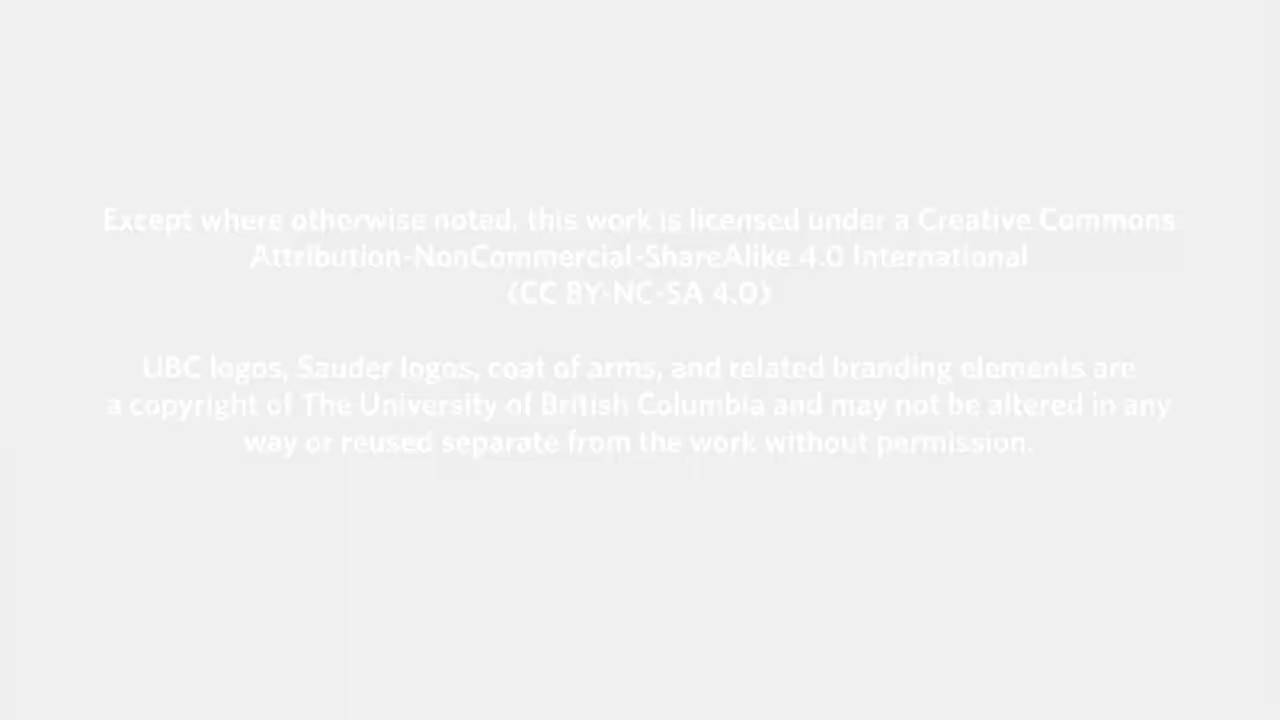 Except where otherwise noted, this work is licensed under a Creative Commons
Attribution-NonCommercial-ShareAlike 4.0 International
(CC BY-NC-SA 4.0)
UBC logos, Sauder logos, coat of arms, and related branding elements are
a copyright of The University of British Columbia and may not be altered in any
way or reused separate from the work without permission.